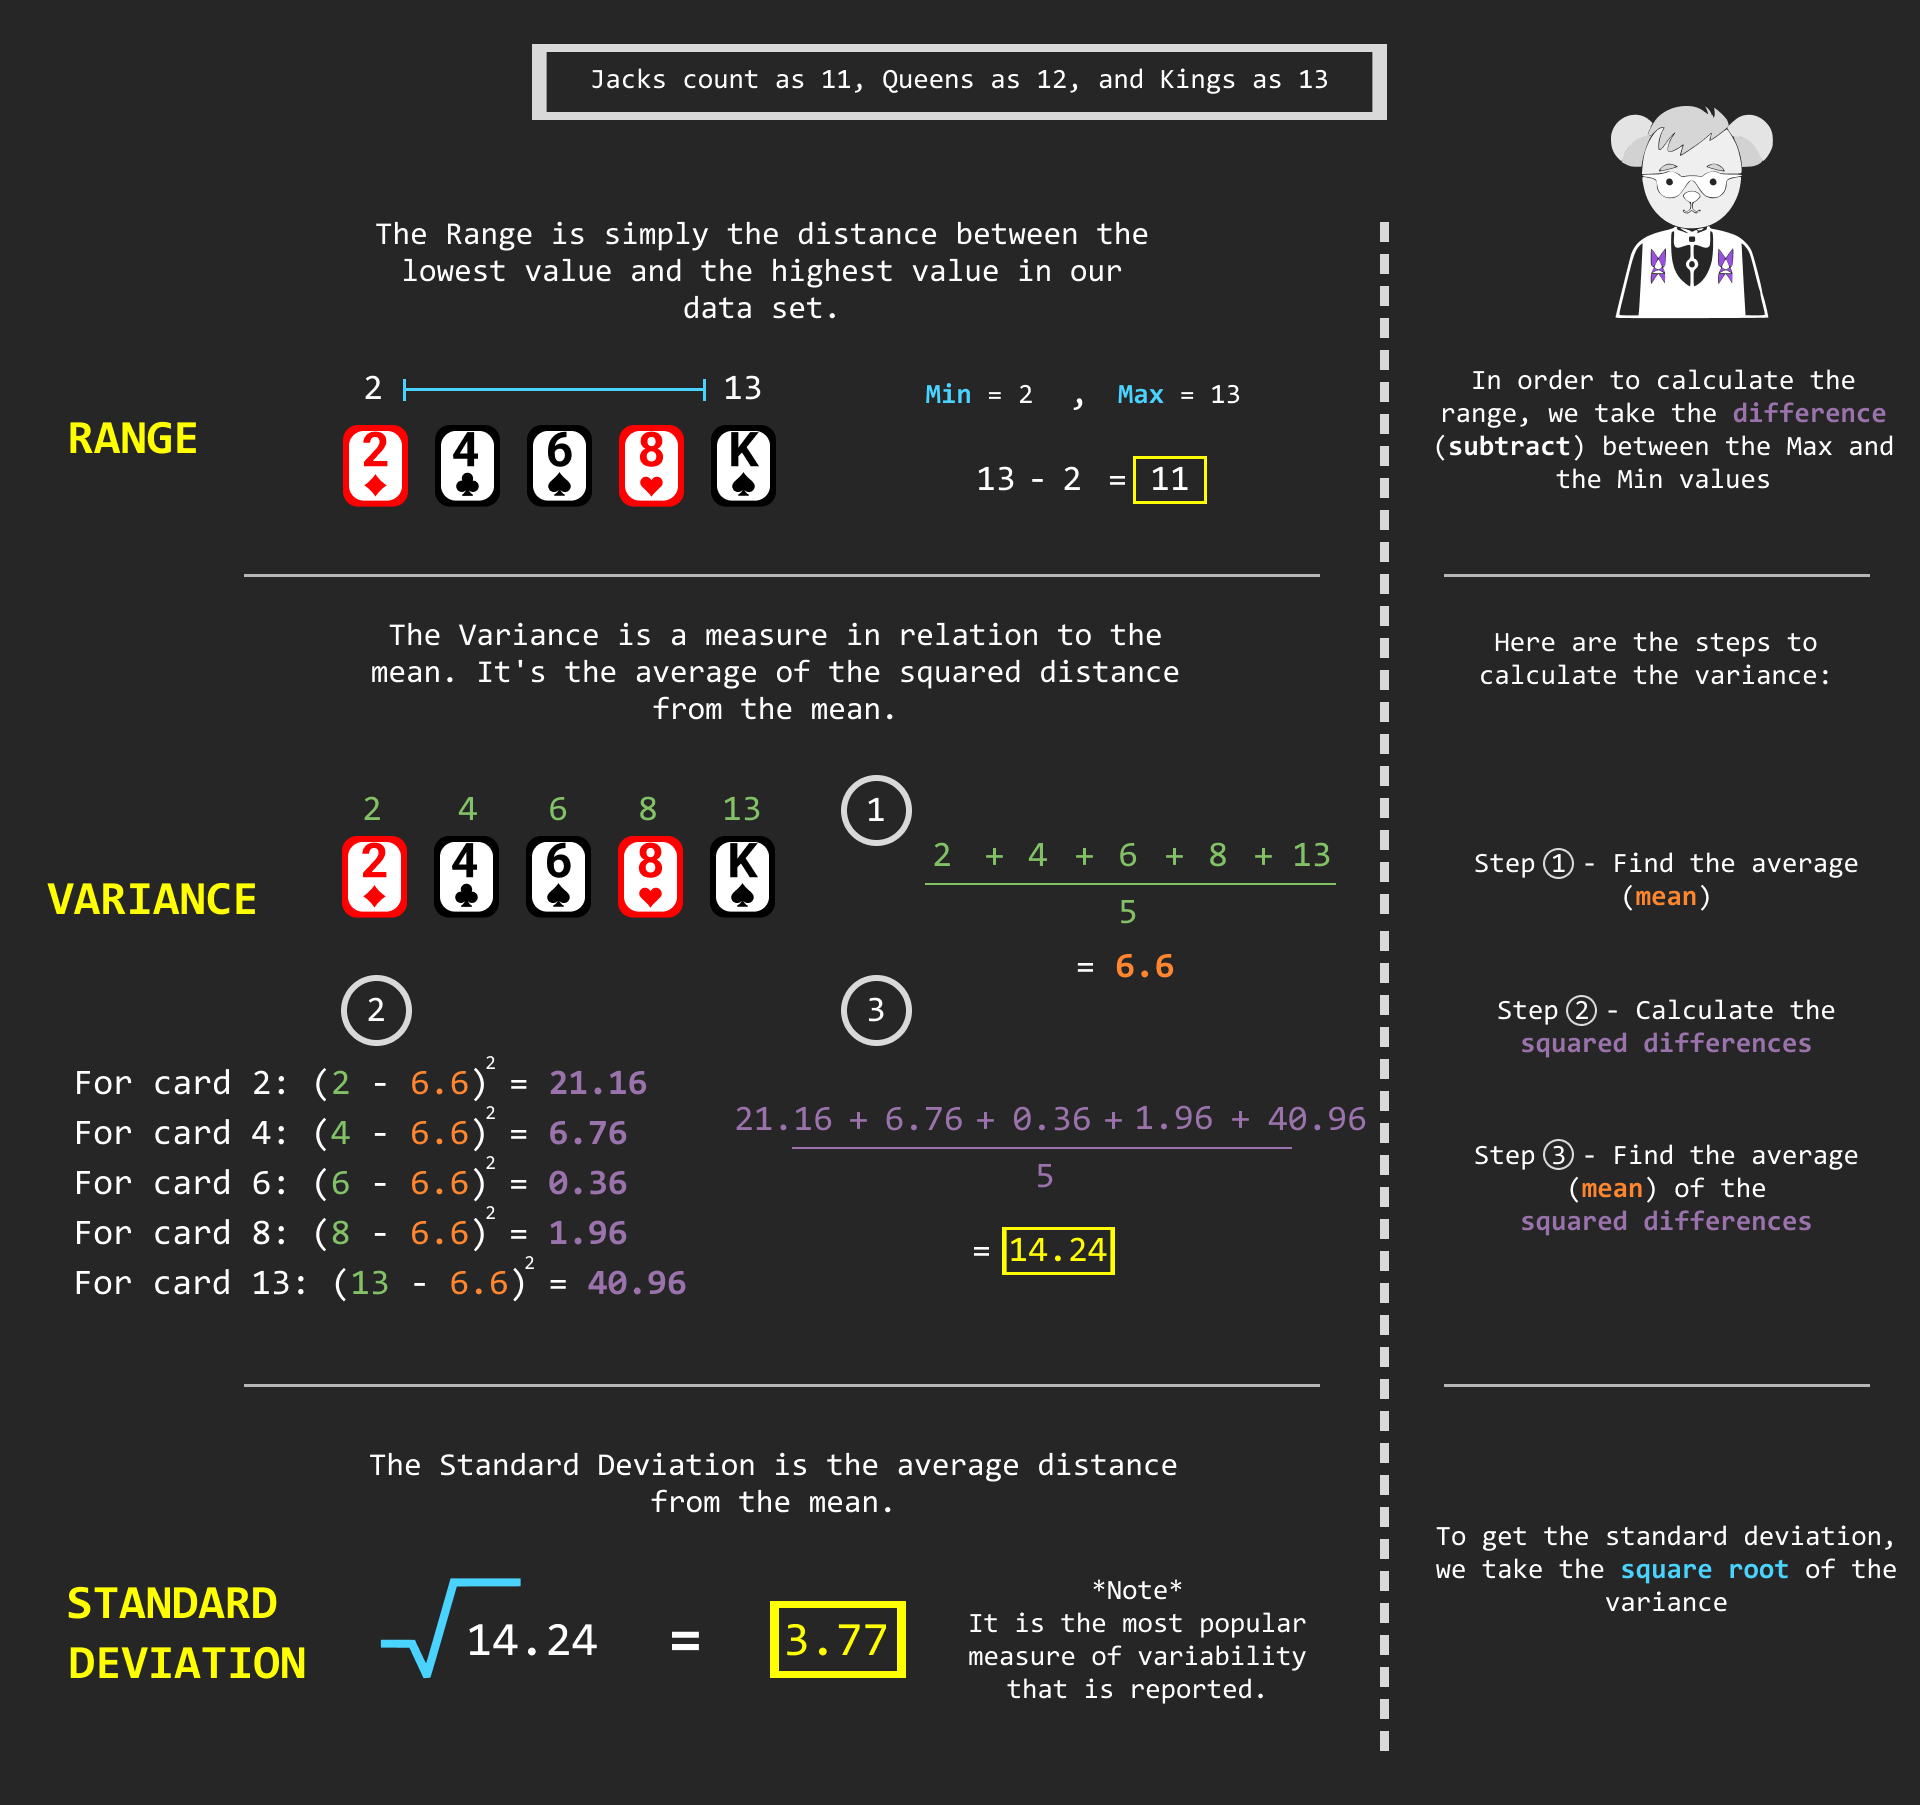 Jacks count as 11, Queens as 12, and Kings as 13
The Range is simply the distance between the
lowest value and the highest value in our
data set.
RANGE
2 13
2 4 6 8 K
Min = 2 , Max = 13
13 - 2 = 11
In order to calculate the
range, we take the difference
(subtract) between the Max and
the Min values
The Variance is a measure in relation to the
mean. It's the average of the squared distance
from the mean.
Here are the steps to
calculate the variance:
VARIANCE
2 4 6 8 13
2 4 6 8 K
1
2 + 4 + 6 + 8 + 13
5
= 6.6
Step 1 - Find the average
(mean)
2
For card 2: (2 - 6.6)² = 21.16
For card 4: (4 - 6.6)² = 6.76
For card 6: (6 - 6.6)² = 0.36
For card 8: (8 - 6.6)² = 1.96
For card 13: (13 - 6.6)² = 40.96
3
21.16 + 6.76 + 0.36 + 1.96 + 40.96
5
= 14.24
Step 2 - Calculate the
squared differences
Step 3 - Find the average
(mean) of the
squared differences
The Standard Deviation is the average distance
from the mean.
STANDARD
DEVIATION
√14.24 = 3.77
*Note*
It is the most popular
measure of variability
that is reported.
To get the standard deviation,
we take the square root of the
variance